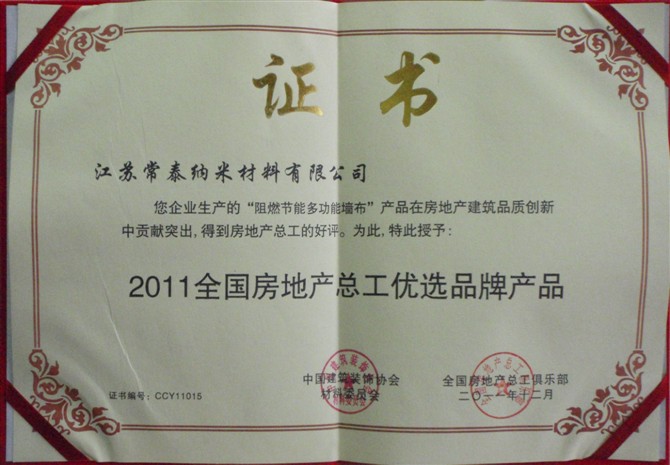 证书
江苏常泰纳米材料有限公司
您企业生产的“阻燃节能多功能墙布”产品在房地产建筑品质创新
中贡献突出,得到房地产总工的好评。为此,特此授予:
2011全国房地产总工优选品牌产品
中国建筑装饰协会 全国房地产总工俱乐部
证书编号:CCY11015 材料委员会 二〇一一年十二月